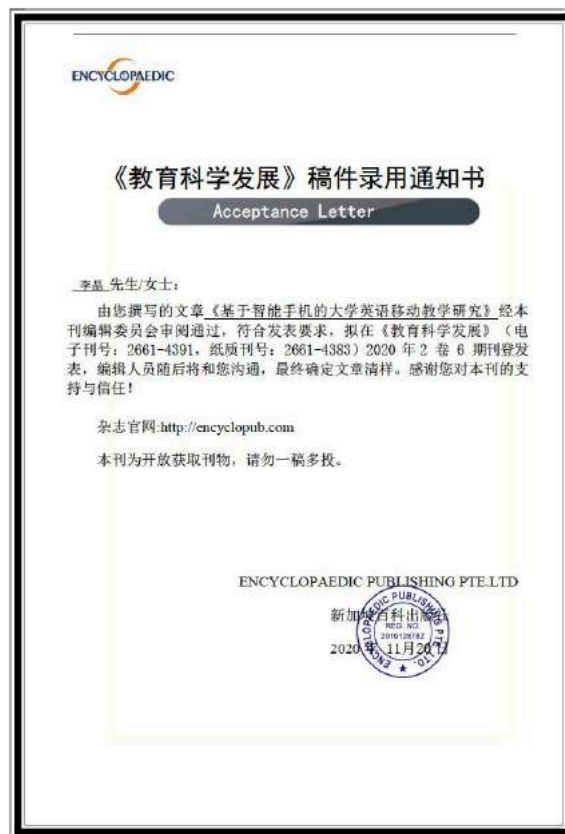 ENCYCLOPAEDIC
《教育科学发展》稿件录用通知书
Acceptance Letter
李晶 先生/女士：
由您撰写的文章《基于智能手机的大学英语移动教学研究》经本
刊编辑委员会审阅通过，符合发表要求，拟在《教育科学发展》（电
子刊号：2661-4391，纸质刊号：2661-4383）2020 年 2 卷 6 期刊登发
表，编辑人员随后将和您沟通，最终确定文章清样。感谢您对本刊的支
持与信任！
杂志官网:http://encyclopub.com
本刊为开放获取刊物，请勿一稿多投。
ENCYCLOPAEDIC PUBLISHING PTE.LTD
新加坡百科出版社
2020 年 11月20日
ENCYCLOPAEDIC PUBLISHING PTE. LTD.
REG. NO.